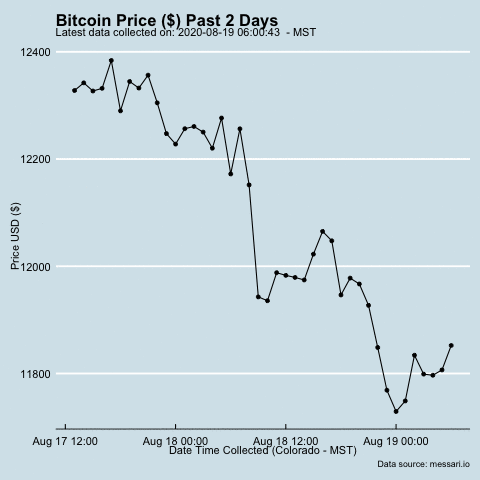 Bitcoin Price ($) Past 2 Days
Latest data collected on: 2020-08-19 06:00:43  - MST
12400
12200
12000
11800
Price USD ($)
Aug 17 12:00
Aug 18 00:00
Aug 18 12:00
Aug 19 00:00
Date Time Collected (Colorado - MST)
Data source: messari.io